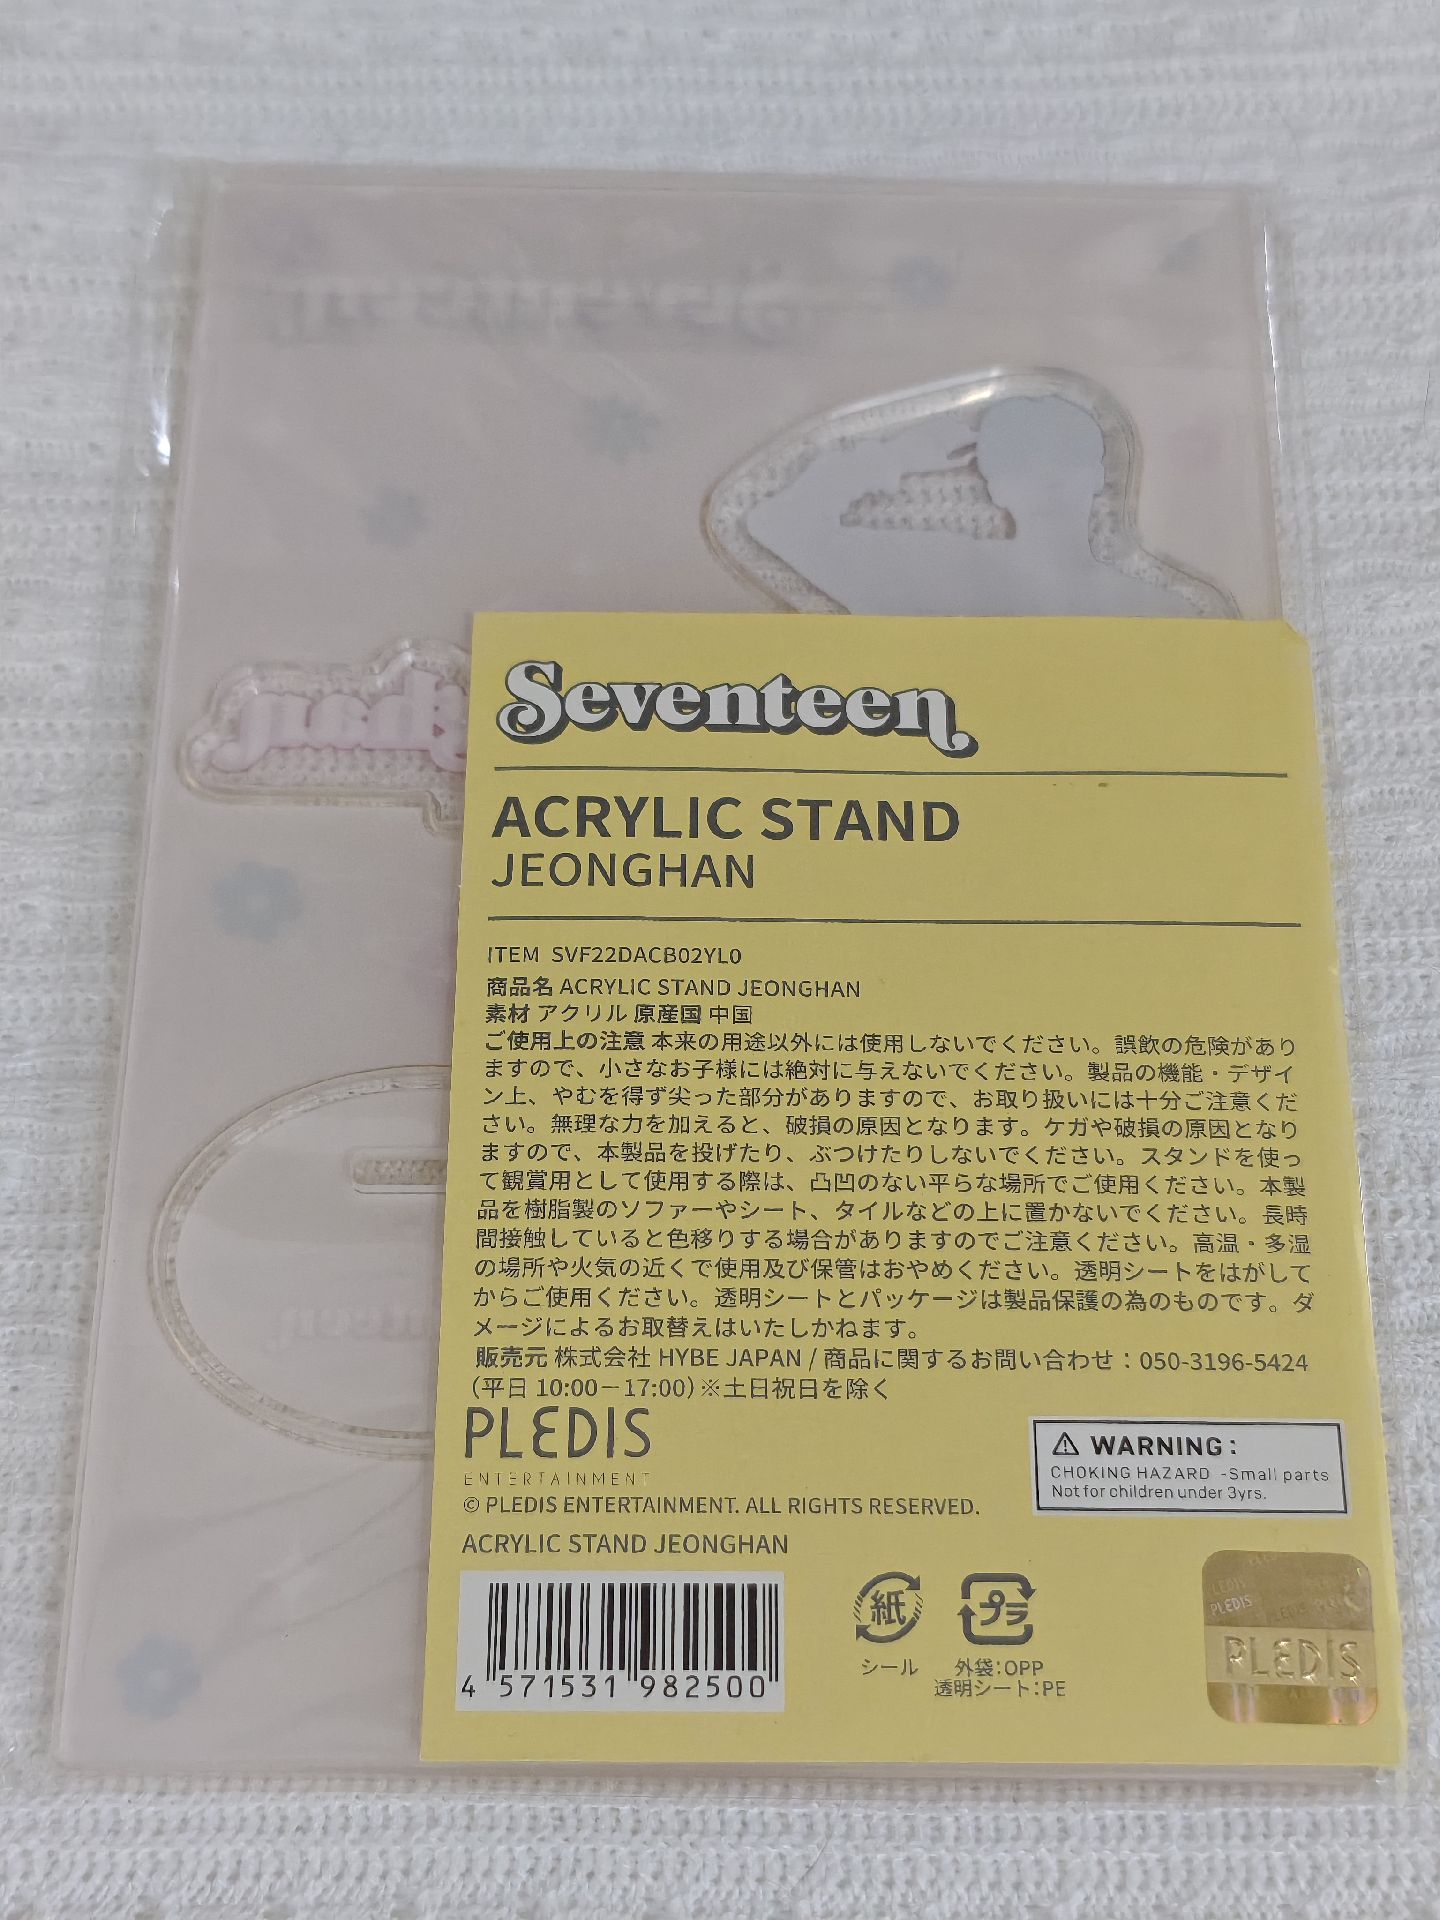 Seventeen
ACRYLIC STAND
JEONGHAN
ITEM SVF22DACB02YL0
商品名 ACRYLIC STAND JEONGHAN
素材 アクリル 原産国 中国
ご使用上の注意 本来の用途以外には使用しないでください。誤飲の危険があり
ますので、小さなお子様には絶対に与えないでください。製品の機能・デザイ
ン上、やむを得ず尖った部分がありますので、お取り扱いには十分ご注意くだ
さい。無理な力を加えると、破損の原因となります。ケガや破損の原因となり
ますので、本製品を投げたり、ぶつけたりしないでください。スタンドを使っ
て観賞用として使用する際は、凸凹のない平らな場所でご使用ください。本製
品を樹脂製のソファーやシート、タイルなどの上に置かないでください。長時
間接触していると色移りする場合がありますのでご注意ください。高温・多湿
の場所や火気の近くで使用及び保管はおやめください。透明シートをはがして
からご使用ください。透明シートとパッケージは製品保護の為のものです。ダ
メージによるお取替えはいたしかねます。
販売元 株式会社 HYBE JAPAN / 商品に関するお問い合わせ：050-3196-5424
（平日 10:00－17:00）※土日祝日を除く
PLEDIS
ENTERTAINMENT
© PLEDIS ENTERTAINMENT. ALL RIGHTS RESERVED.
⚠ WARNING:
CHOKING HAZARD -Small parts
Not for children under 3yrs.
ACRYLIC STAND JEONGHAN
4 571531 982500
紙
シール
プラ
外袋:OPP
透明シート:PE
PLEDIS
PLEDIS